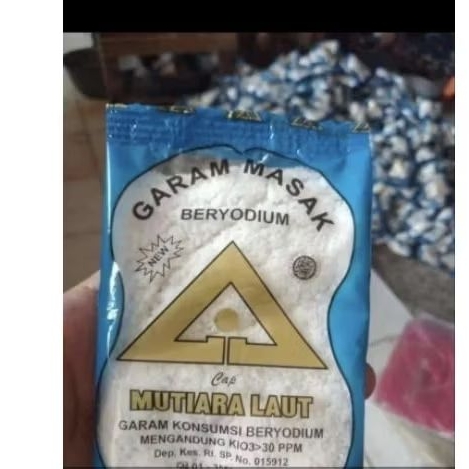 GARAM MASAK
BERYODIUM
NEW
Cap
MUTIARA LAUT
GARAM KONSUMSI BERYODIUM
MENGANDUNG KIO3>30 PPM
Dep. Kes. RI. SP. No. 015912